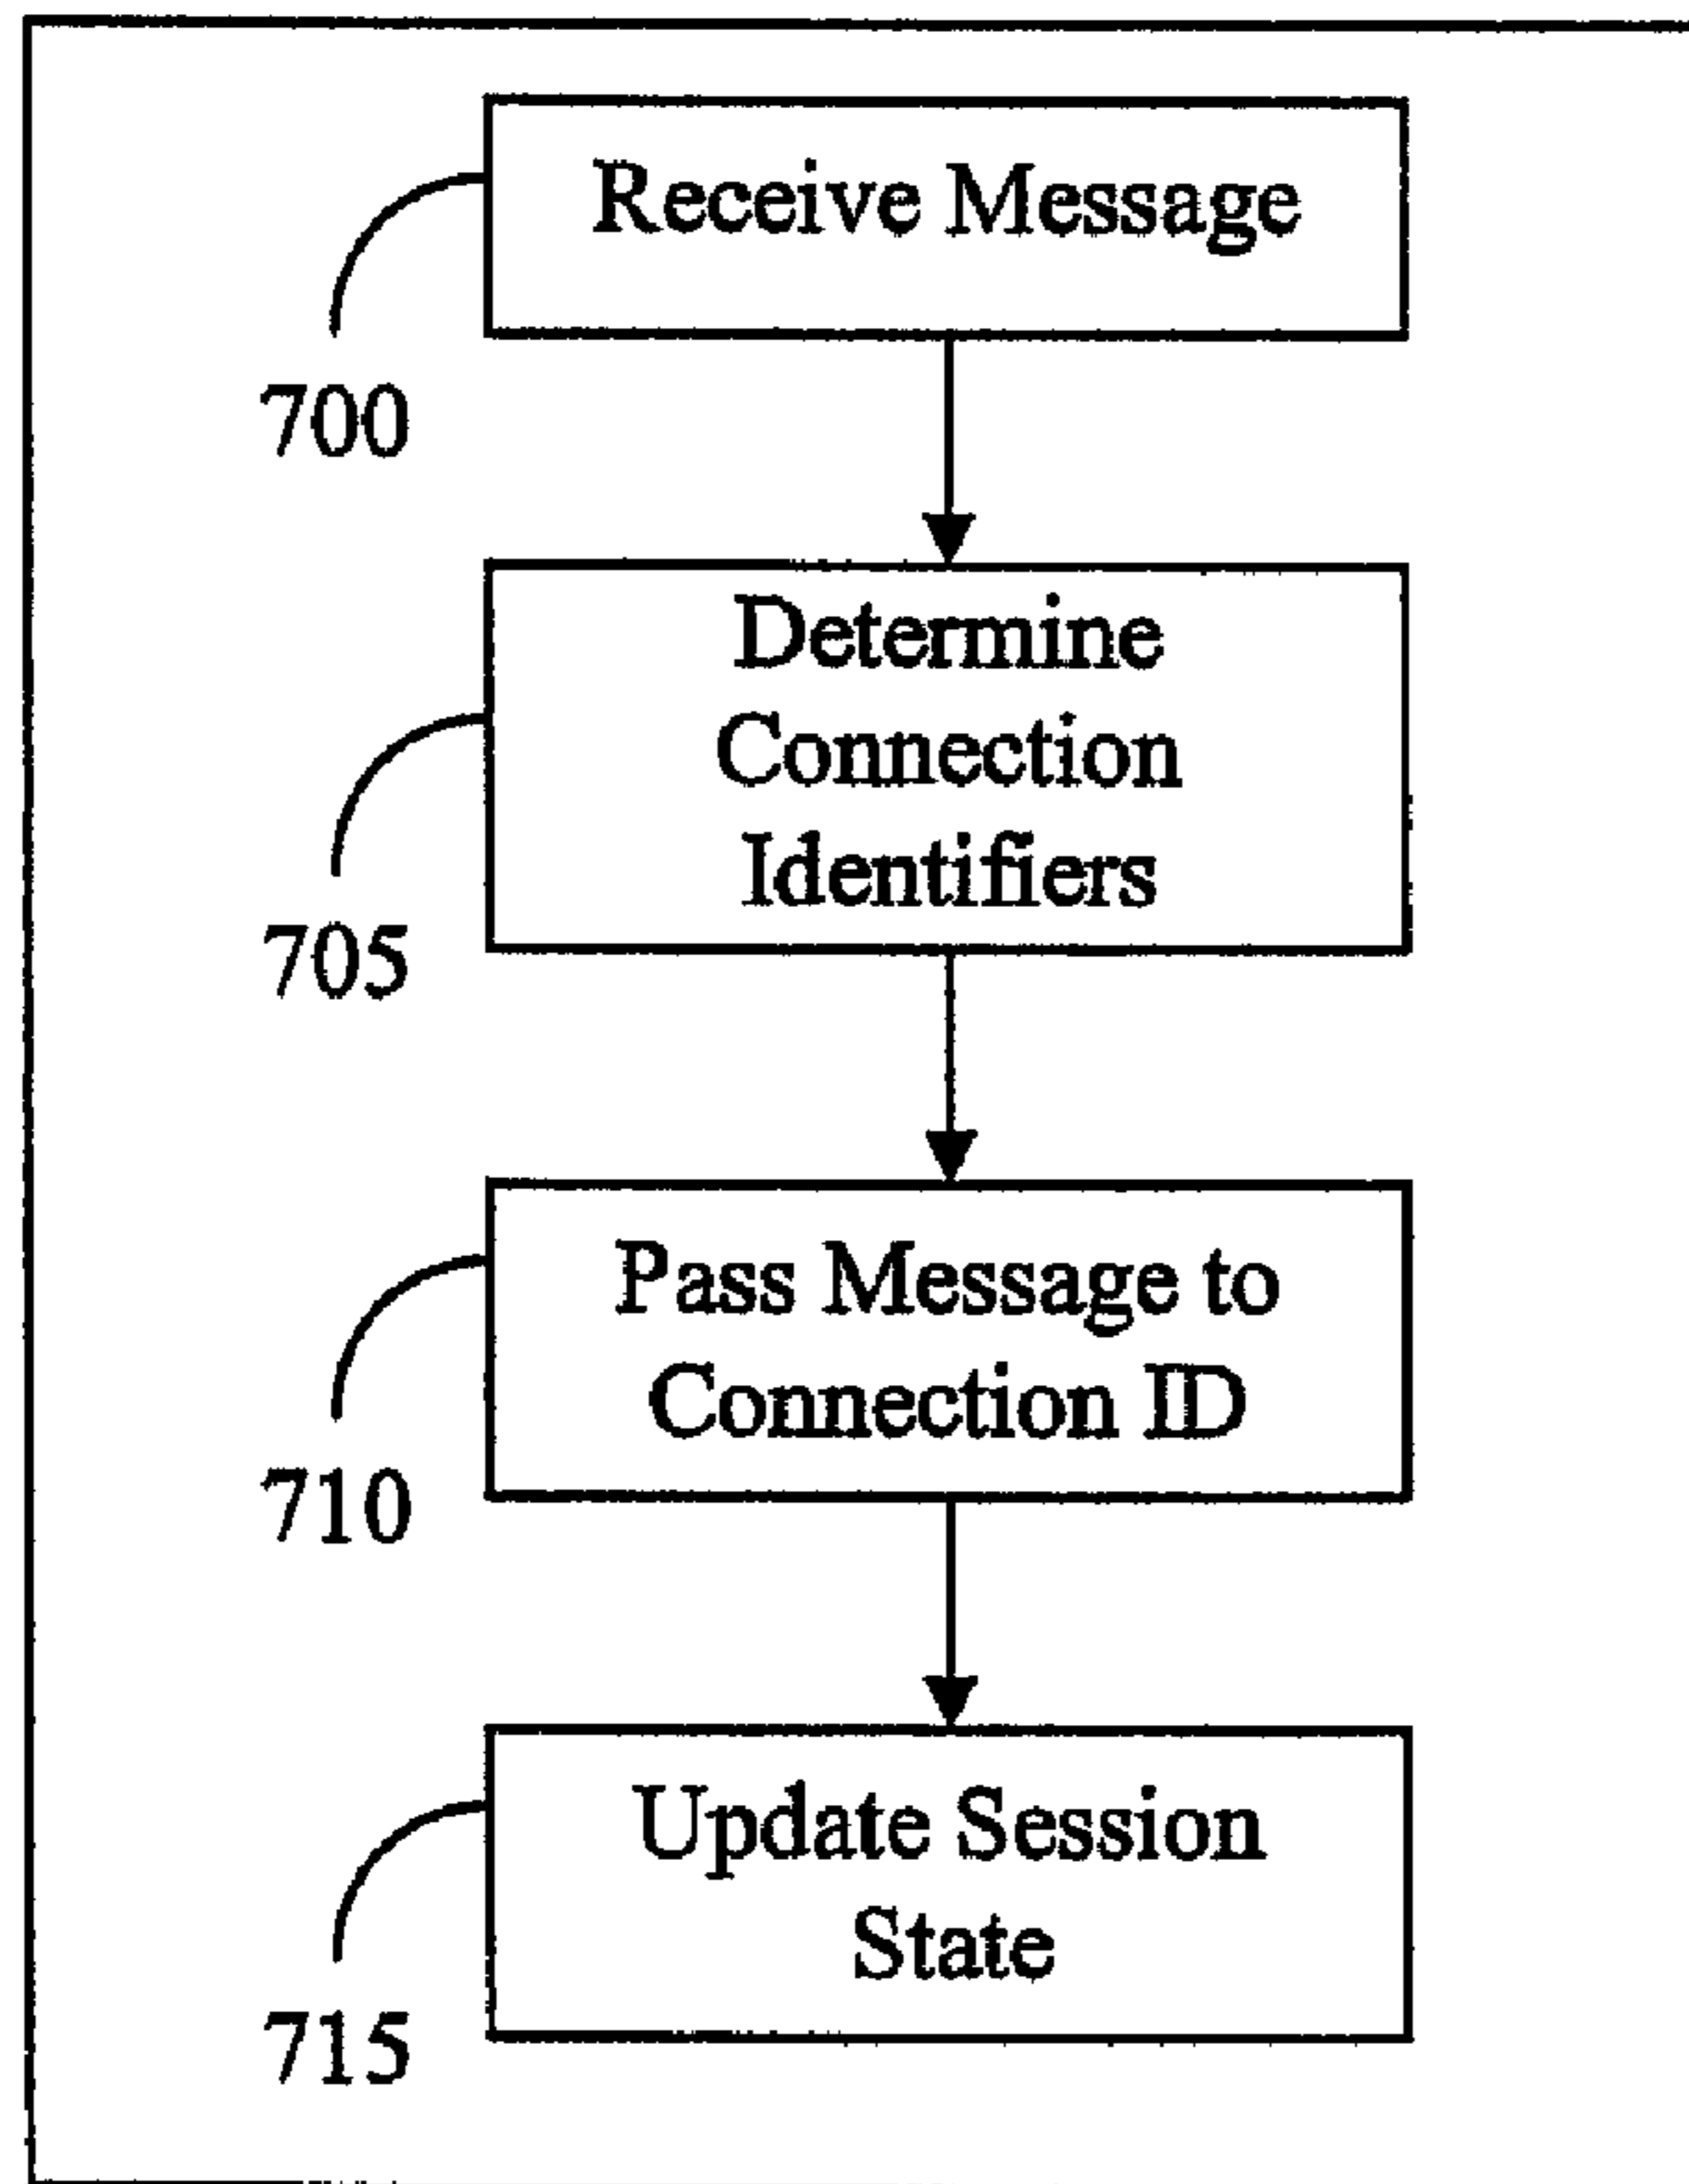 Receive Message
700
Determine
Connection
Identifiers
705
Pass Message to
Connection ID
710
Update Session
State
715